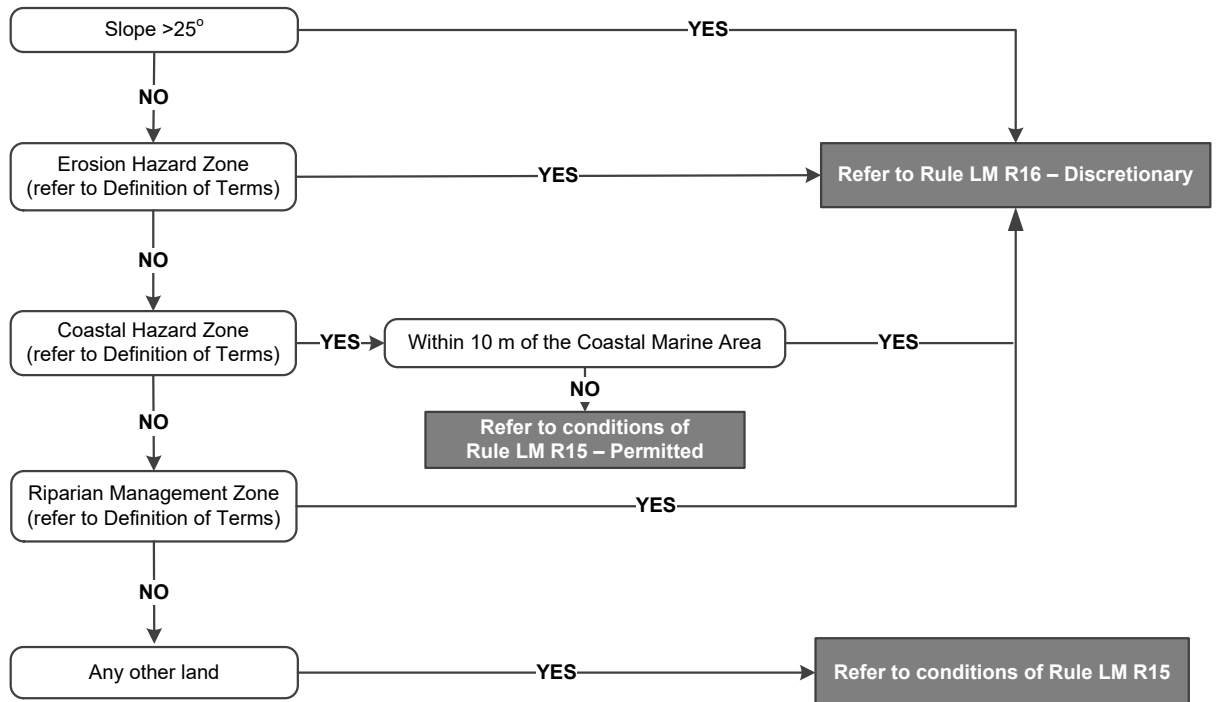 Slope >25°
YES
NO
Erosion Hazard Zone
(refer to Definition of Terms)
YES
Refer to Rule LM R16 – Discretionary
NO
Coastal Hazard Zone
(refer to Definition of Terms)
YES
Within 10 m of the Coastal Marine Area
YES
NO
Refer to conditions of
Rule LM R15 – Permitted
NO
Riparian Management Zone
(refer to Definition of Terms)
YES
NO
Any other land
YES
Refer to conditions of Rule LM R15